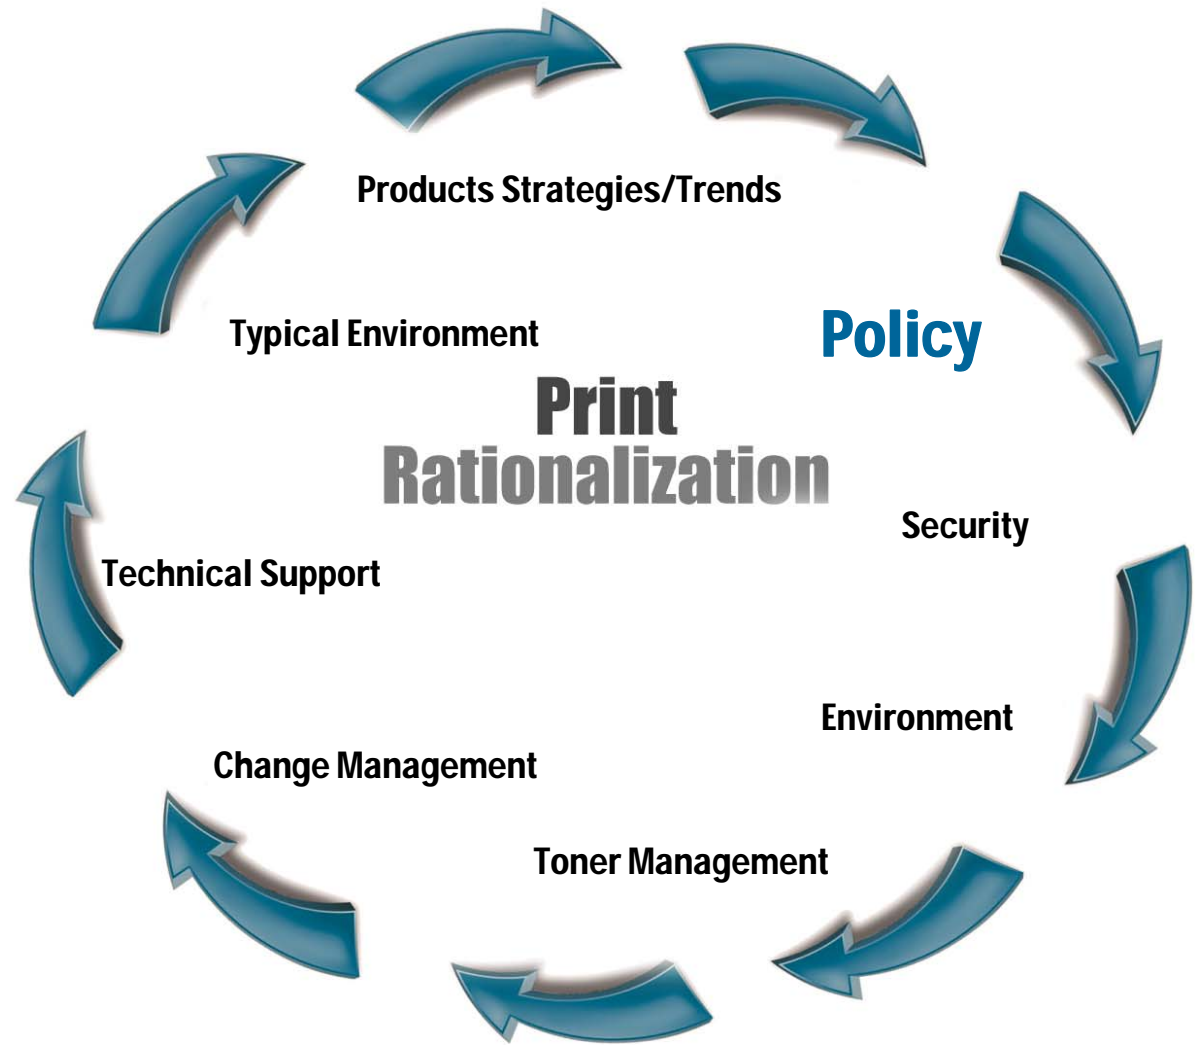 Products Strategies/Trends
Typical Environment
Policy
Print
Rationalization
Security
Technical Support
Environment
Change Management
Toner Management